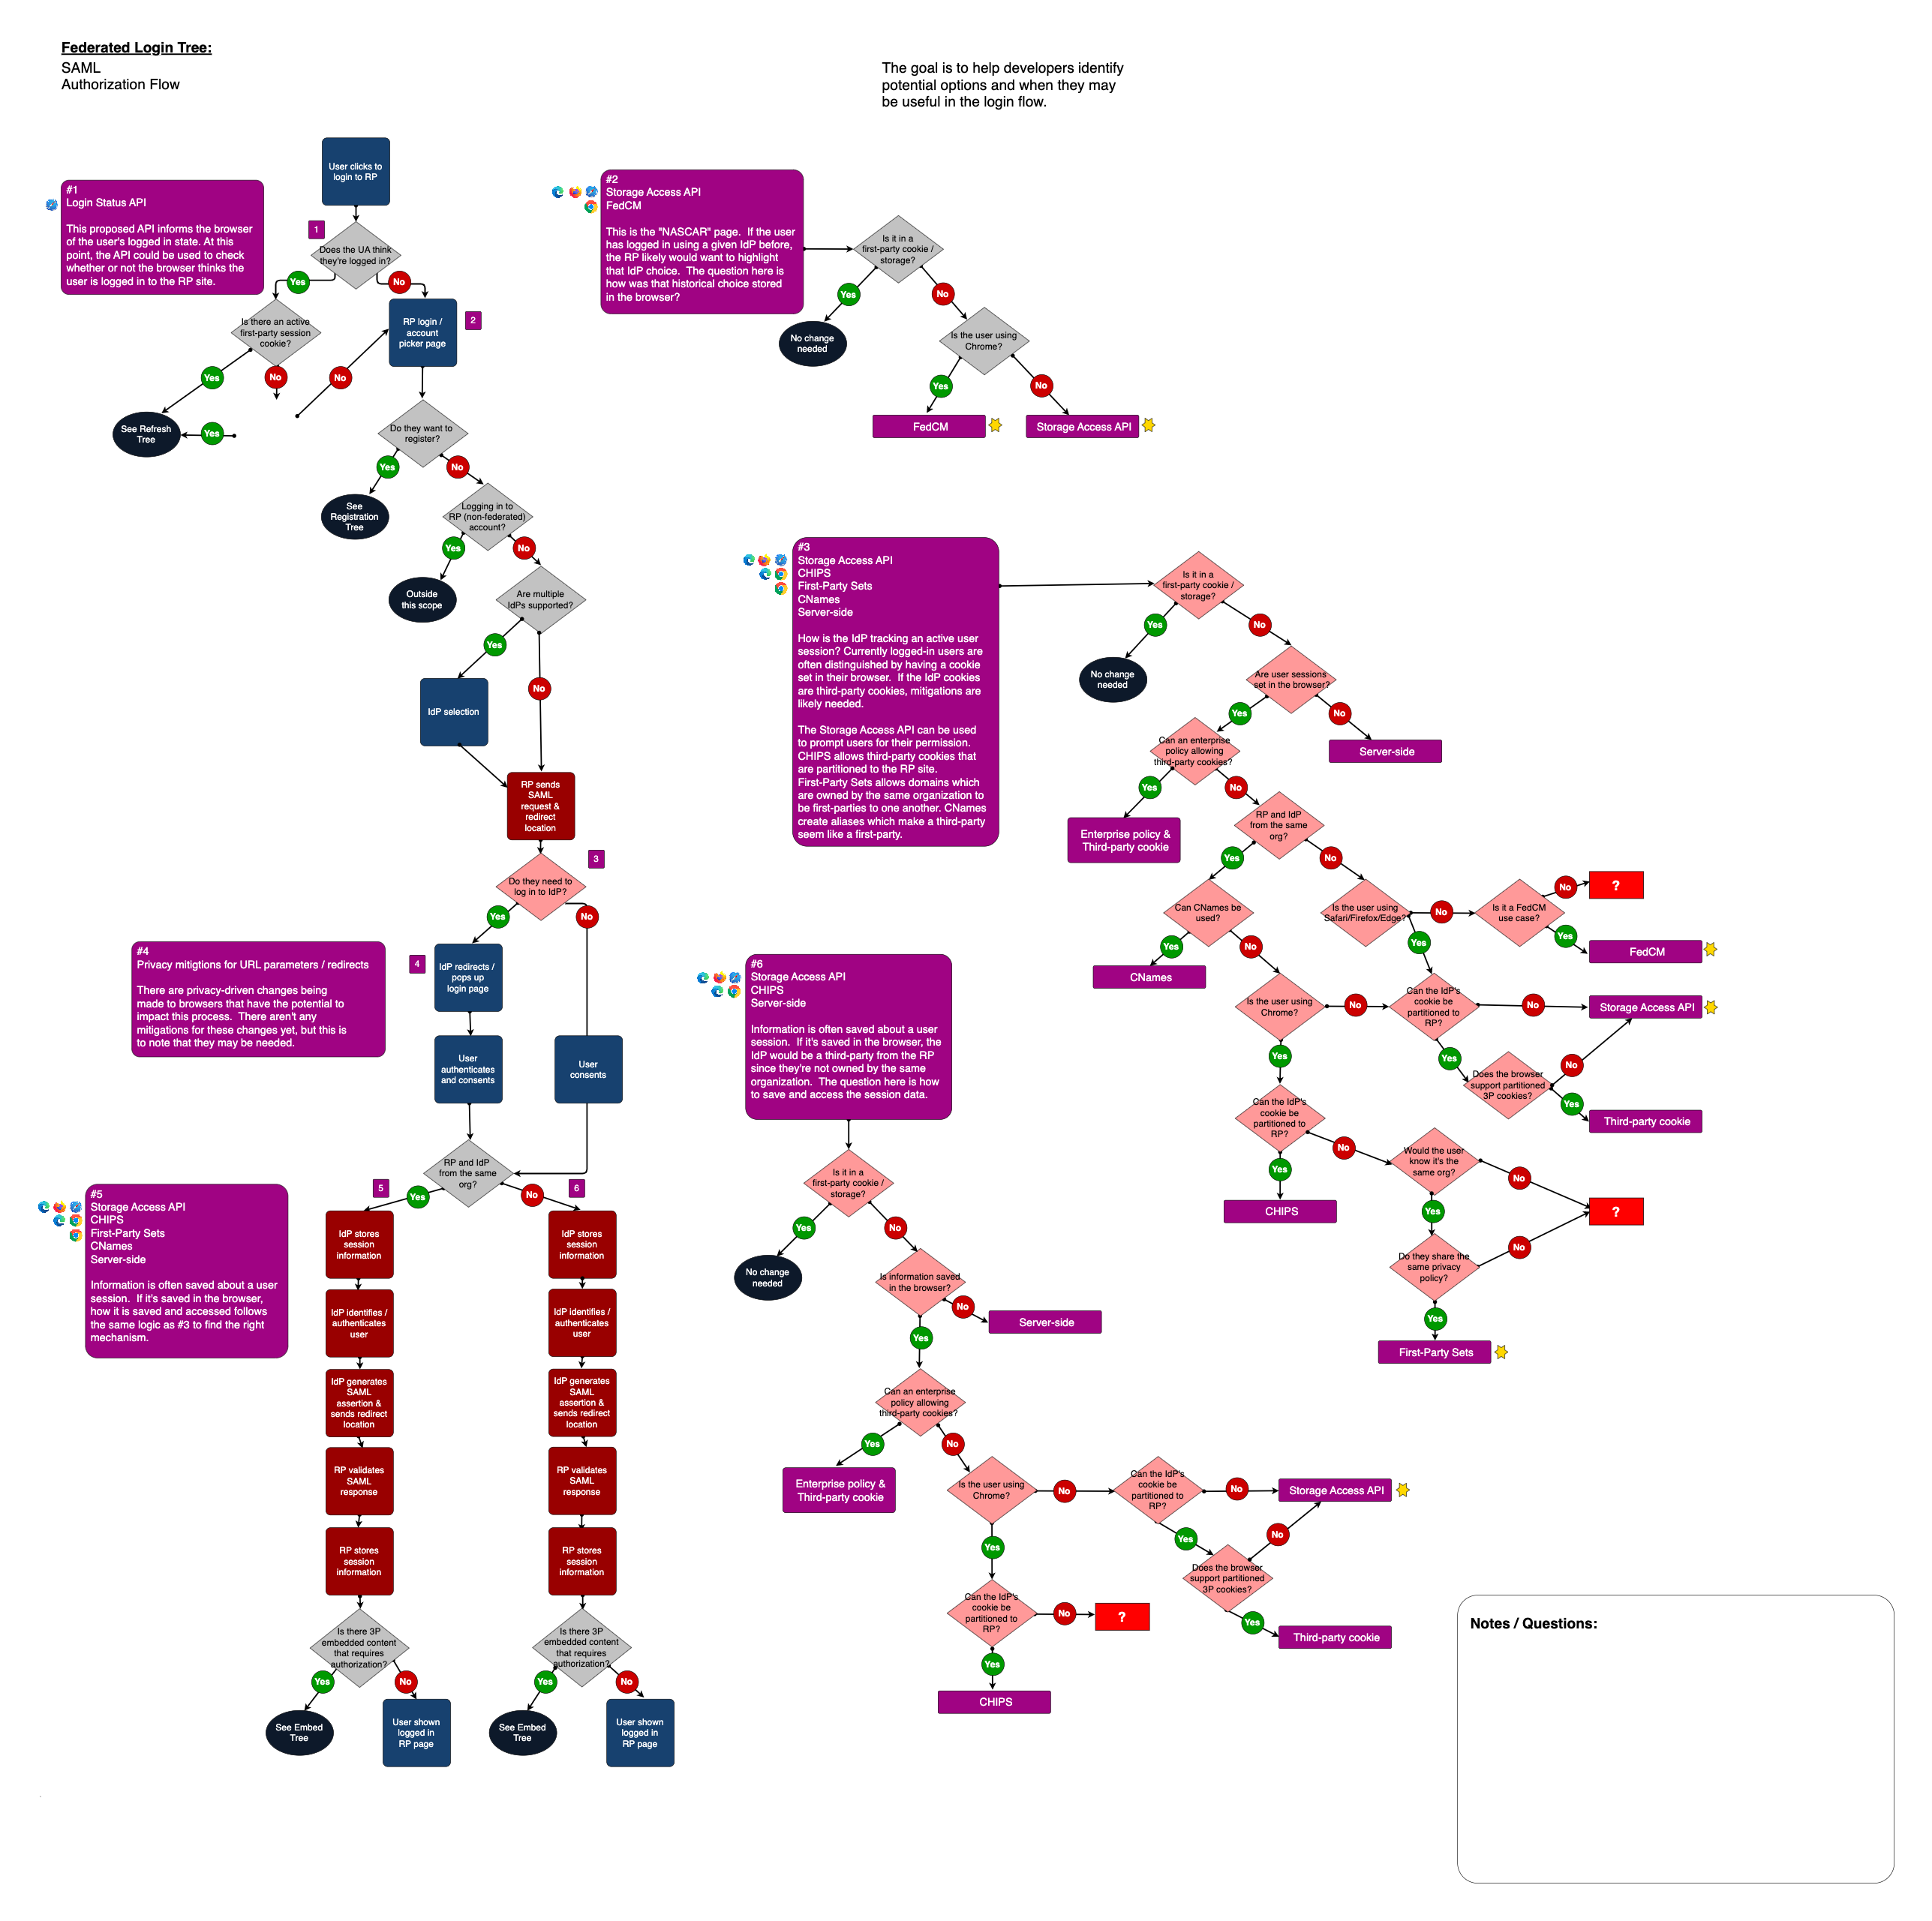 Federated Login Tree:
SAML
Authorization Flow
The goal is to help developers identify
potential options and when they may
be useful in the login flow.
User clicks to
login to RP
#1
Login Status API
This proposed API informs the browser
of the user's logged in state. At this
point, the API could be used to check
whether or not the browser thinks the
user is logged in to the RP site.
1
Does the UA think
they're logged in?
Yes
No
Is there an active
first-party session
cookie?
RP login /
account
picker page
2
Yes
No
No
See Refresh
Tree
Yes
Do they want to
register?
Yes
No
See
Registration
Tree
Logging in to
RP (non-federated)
account?
Yes
No
Outside
this scope
Are multiple
IdPs supported?
Yes
No
IdP selection
RP sends
SAML
request &
redirect
location
3
Do they need to
log in to IdP?
Yes
No
#4
Privacy mitigtions for URL parameters / redirects
There are privacy-driven changes being
made to browsers that have the potential to
impact this process.  There aren't any
mitigations for these changes yet, but this is
to note that they may be needed.
4
IdP redirects /
pops up
login page
User
authenticates
and consents
User
consents
RP and IdP
from the same
org?
5
Yes
No
6
#5
Storage Access API
CHIPS
First-Party Sets
CNames
Server-side
Information is often saved about a user
session.  If it's saved in the browser,
how it is saved and accessed follows
the same logic as #3 to find the right
mechanism.
IdP stores
session
information
IdP identifies /
authenticates
user
IdP generates
SAML
assertion &
sends redirect
location
RP validates
SAML
response
RP stores
session
information
Is there 3P
embedded content
that requires
authorization?
Yes
No
See Embed
Tree
User shown
logged in
RP page
IdP stores
session
information
IdP identifies /
authenticates
user
IdP generates
SAML
assertion &
sends redirect
location
RP validates
SAML
response
RP stores
session
information
Is there 3P
embedded content
that requires
authorization?
Yes
No
See Embed
Tree
User shown
logged in
RP page
#2
Storage Access API
FedCM
This is the "NASCAR" page.  If the user
has logged in using a given IdP before,
the RP likely would want to highlight
that IdP choice.  The question here is
how was that historical choice stored
in the browser?
Is it in a
first-party cookie /
storage?
Yes
No
No change
needed
Is the user using
Chrome?
Yes
No
FedCM
Storage Access API
#3
Storage Access API
CHIPS
First-Party Sets
CNames
Server-side
How is the IdP tracking an active user
session? Currently logged-in users are
often distinguished by having a cookie
set in their browser.  If the IdP cookies
are third-party cookies, mitigations are
likely needed.
The Storage Access API can be used
to prompt users for their permission.
CHIPS allows third-party cookies that
are partitioned to the RP site.
First-Party Sets allows domains which
are owned by the same organization to
be first-parties to one another. CNames
create aliases which make a third-party
seem like a first-party.
Is it in a
first-party cookie /
storage?
Yes
No
No change
needed
Are user sessions
set in the browser?
Yes
No
Server-side
Can an enterprise
policy allowing
third-party cookies?
Yes
No
Enterprise policy &
Third-party cookie
RP and IdP
from the same
org?
Yes
No
Can CNames be
used?
Is the user using
Safari/Firefox/Edge?
No
Is it a FedCM
use case?
No
?
Yes
FedCM
Yes
Yes
No
CNames
Is the user using
Chrome?
No
Can the IdP's
cookie be
partitioned to
RP?
No
Storage Access API
Yes
Does the browser
support partitioned
3P cookies?
No
Yes
Third-party cookie
Yes
Can the IdP's
cookie be
partitioned to
RP?
No
Yes
CHIPS
Would the user
know it's the
same org?
No
?
Yes
Do they share the
same privacy
policy?
No
Yes
First-Party Sets
#6
Storage Access API
CHIPS
Server-side
Information is often saved about a user
session.  If it's saved in the browser, the
IdP would be a third-party from the RP
since they're not owned by the same
organization.  The question here is how
to save and access the session data.
Is it in a
first-party cookie /
storage?
Yes
No
No change
needed
Is information saved
in the browser?
No
Server-side
Yes
Can an enterprise
policy allowing
third-party cookies?
Yes
No
Enterprise policy &
Third-party cookie
Is the user using
Chrome?
No
Can the IdP's
cookie be
partitioned to
RP?
No
Storage Access API
Yes
No
Does the browser
support partitioned
3P cookies?
Yes
Third-party cookie
Yes
Can the IdP's
cookie be
partitioned to
RP?
No
?
Yes
CHIPS
Notes / Questions: